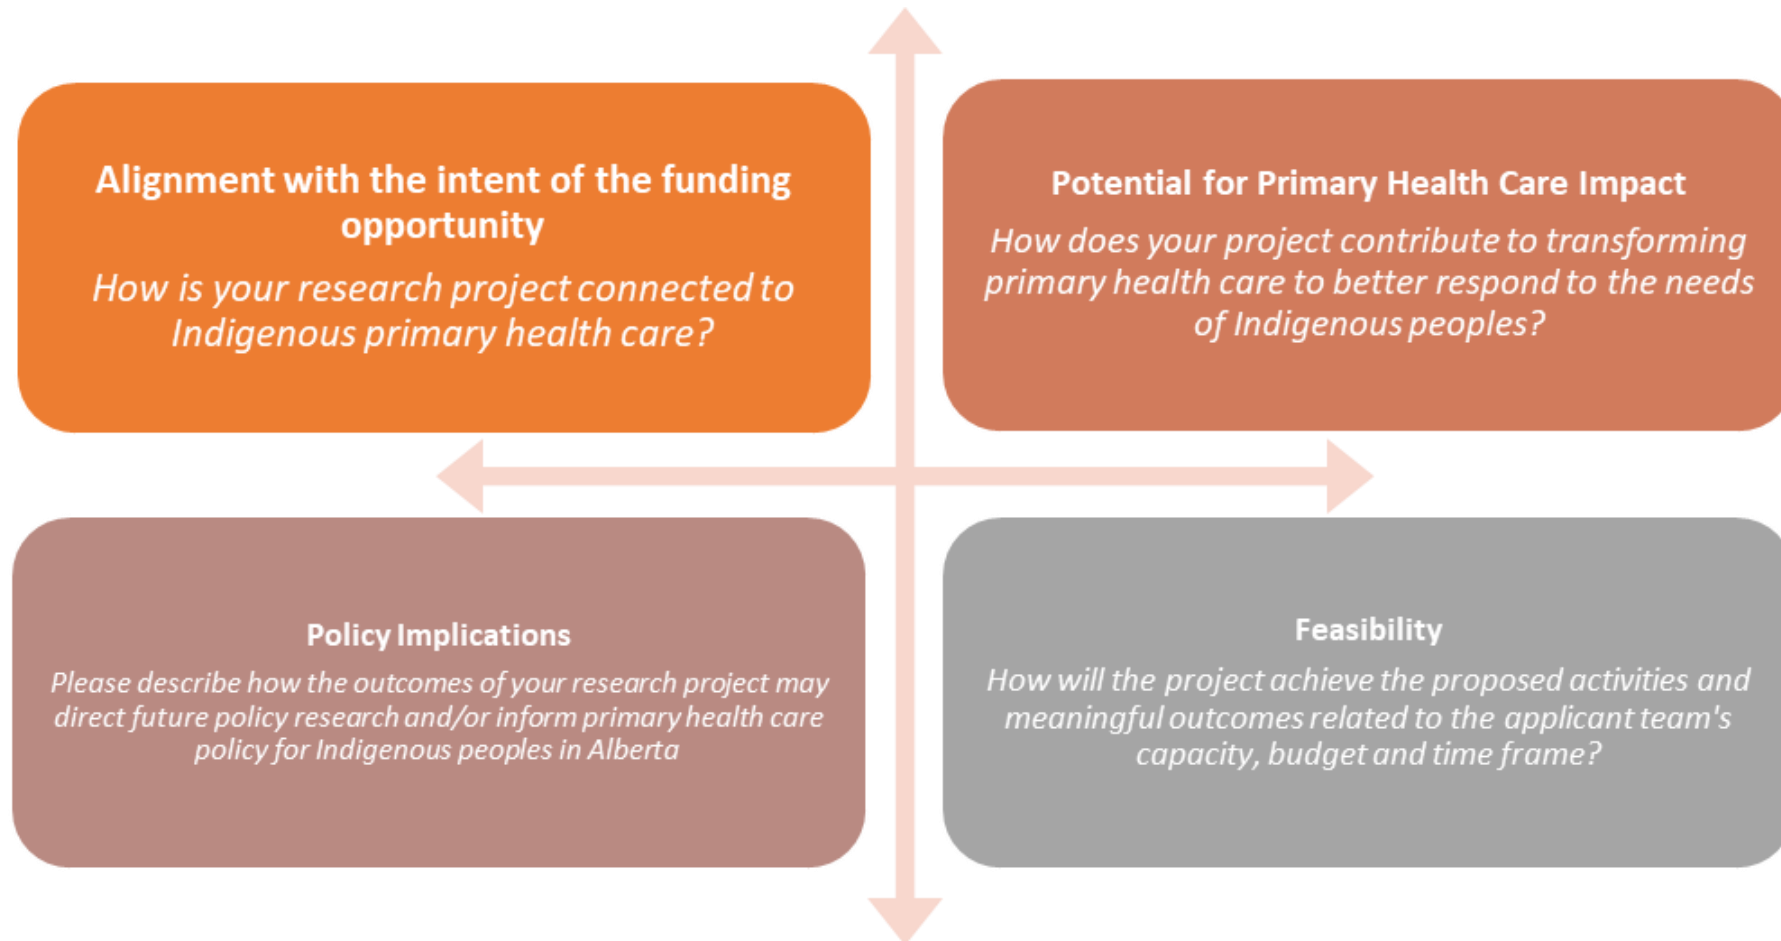 Alignment with the intent of the funding
opportunity
How is your research project connected to
Indigenous primary health care?
Potential for Primary Health Care Impact
How does your project contribute to transforming
primary health care to better respond to the needs
of Indigenous peoples?
Policy Implications
Please describe how the outcomes of your research project may
direct future policy research and/or inform primary health care
policy for Indigenous peoples in Alberta
Feasibility
How will the project achieve the proposed activities and
meaningful outcomes related to the applicant team's
capacity, budget and time frame?